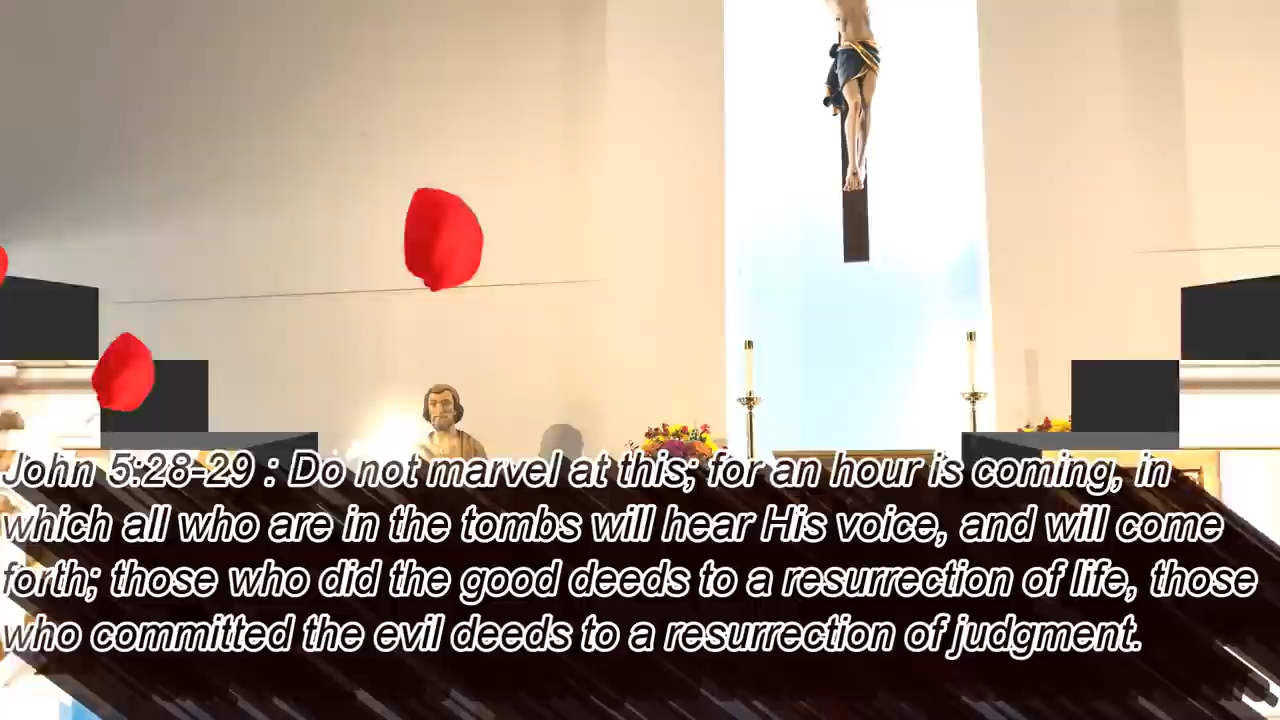 John 5:28-29 : Do not marvel at this; for an hour is coming, in
which all who are in the tombs will hear His voice, and will come
forth; those who did the good deeds to a resurrection of life, those
who committed the evil deeds to a resurrection of judgment.